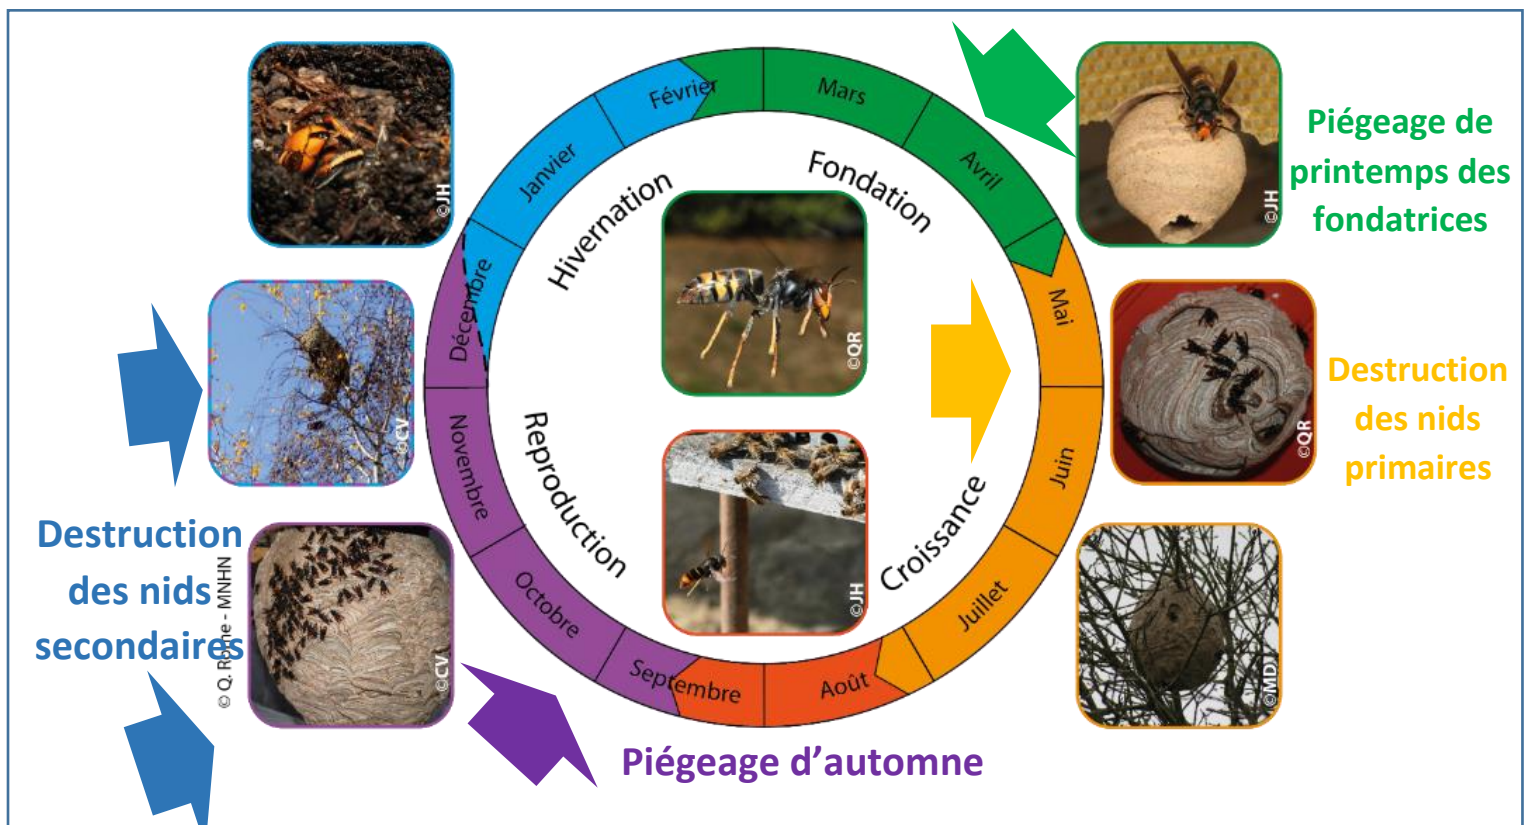 Février
Mars
Avril
Mai
Juin
Juillet
Août
Septembre
Octobre
Novembre
Décembre
Janvier
Hivernation
Fondation
Croissance
Reproduction
Piégeage de
printemps des
fondatrices
Destruction
des nids
primaires
Destruction
des nids
secondaires
Piégeage d’automne
©JH
©JH
©QR
©CV
©QR
©JH
©CV
©MDJ
© Q. Rome - MNHN